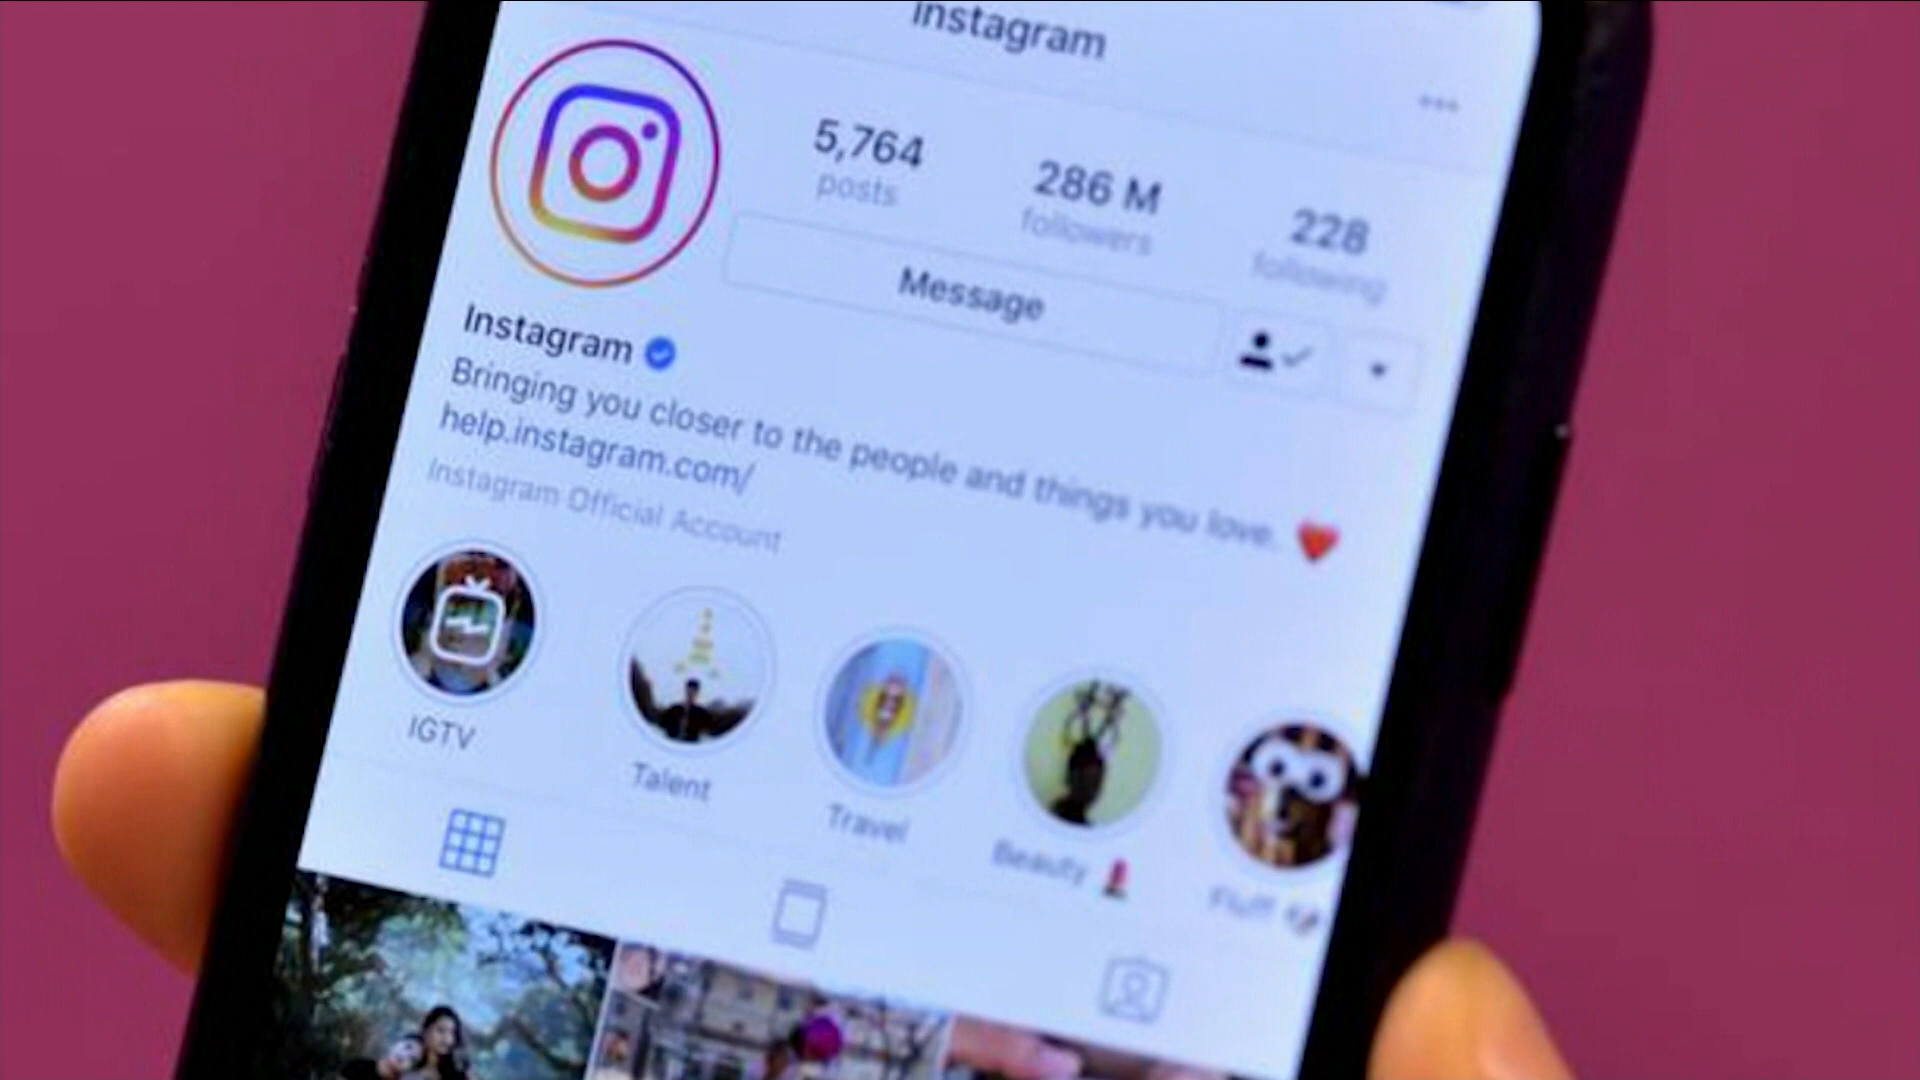 instagram
5,764
posts
286 M
followers
228
following
Message
Instagram
Bringing you closer to the people and things you love. ❤️
help.instagram.com/
Instagram Official Account
IGTV
Talent
Travel
Beauty 💄
Fluff